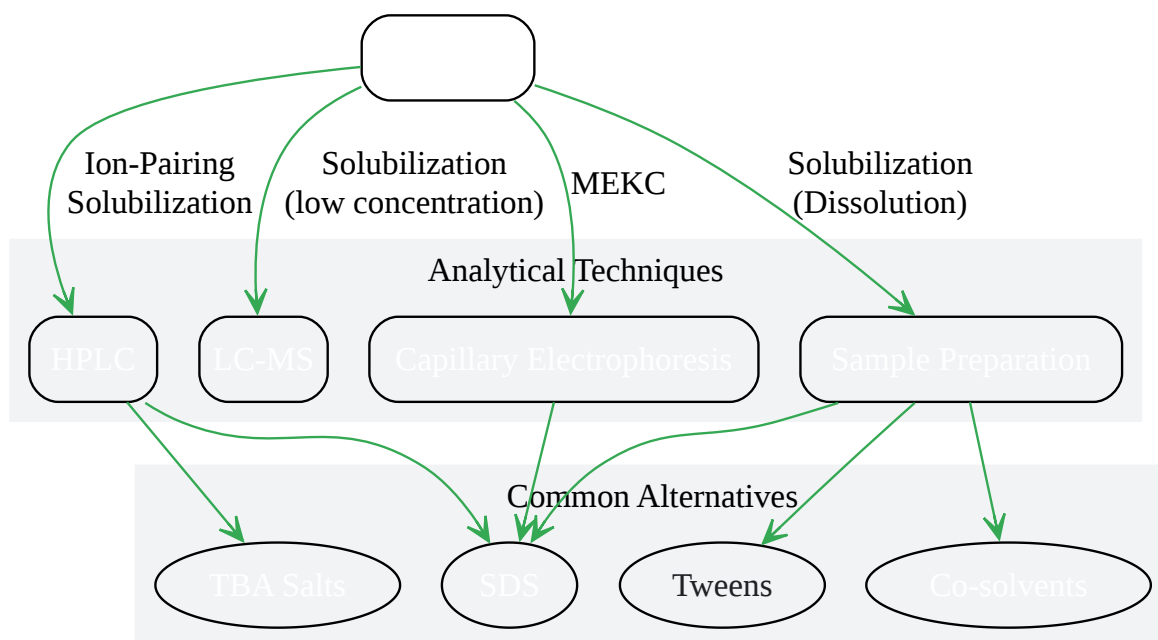 Ion-Pairing
Solubilization
Solubilization
(low concentration)
MEKC
Solubilization
(Dissolution)
Analytical Techniques
HPLC
LC-MS
Capillary Electrophoresis
Sample Preparation
Common Alternatives
TBA Salts
SDS
Tweens
Co-solvents